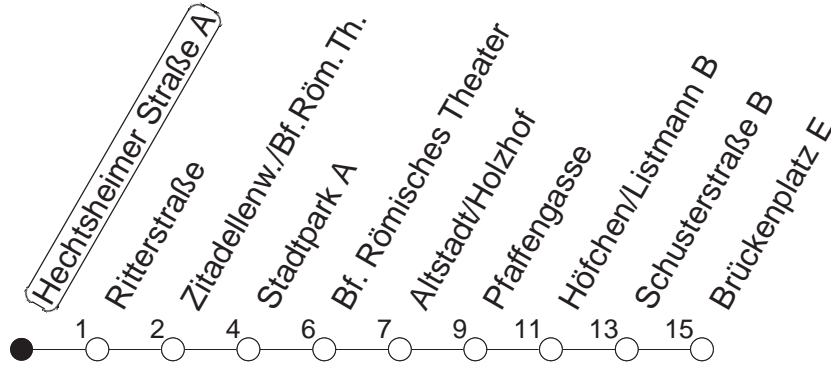 Hechtsheimer Straße A
Ritterstraße
Zitadellenw./Bf.Röm. Th.
Stadtpark A
Bf. Römisches Theater
Altstadt/Holzhof
Pfaffengasse
Höfchen/Listmann B
Schusterstraße B
Brückenplatz E
1 2 4 6 7 9 11 13 15